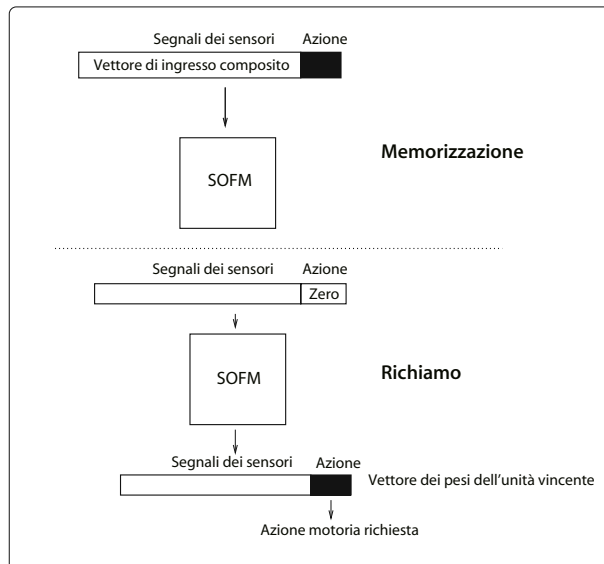 Segnali dei sensori Azione
Vettore di ingresso composito
Memorizzazione
SOFM
Segnali dei sensori Azione
Zero
SOFM
Richiamo
Segnali dei sensori Azione
Vettore dei pesi dell'unità vincente
Azione motoria richiesta